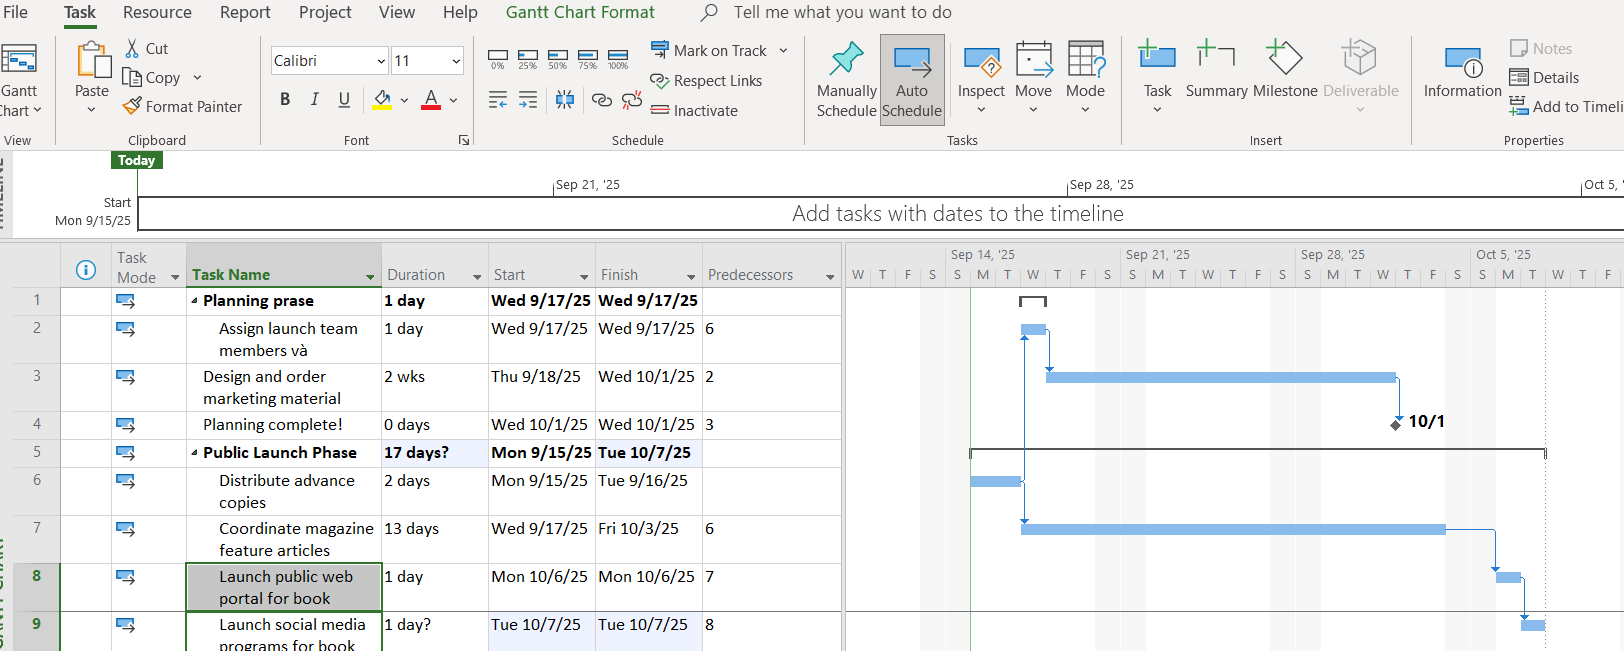 File Task Resource Report Project View Help Gantt Chart Format Tell me what you want to do
Gantt
Chart
View
Paste
Cut
Copy
Format Painter
Clipboard
Calibri 11
B I U A
Font
0% 25% 50% 75% 100%
Mark on Track
Respect Links
Inactivate
Schedule
Manually
Schedule
Auto
Schedule
Inspect
Move
Mode
Tasks
Task
Summary
Milestone
Deliverable
Insert
Information
Notes
Details
Add to Timeli
Properties
Today
Sep 21, '25 Sep 28, '25 Oct 5, '
Start
Mon 9/15/25
Add tasks with dates to the timeline
Task
Mode
Task Name Duration Start Finish Predecessors
Sep 14, '25 Sep 21, '25 Sep 28, '25 Oct 5, '25
W T F S S M T W T F S S M T W T F S S M T W T F S S M T W T F
1 Planning prase 1 day Wed 9/17/25 Wed 9/17/25
2 Assign launch team 1 day Wed 9/17/25 Wed 9/17/25 6
members và
3 Design and order 2 wks Thu 9/18/25 Wed 10/1/25 2
marketing material
4 Planning complete! 0 days Wed 10/1/25 Wed 10/1/25 3 10/1
5 Public Launch Phase 17 days? Mon 9/15/25 Tue 10/7/25
6 Distribute advance 2 days Mon 9/15/25 Tue 9/16/25
copies
7 Coordinate magazine 13 days Wed 9/17/25 Fri 10/3/25 6
feature articles
8 Launch public web 1 day Mon 10/6/25 Mon 10/6/25 7
portal for book
9 Launch social media 1 day? Tue 10/7/25 Tue 10/7/25 8
programs for book